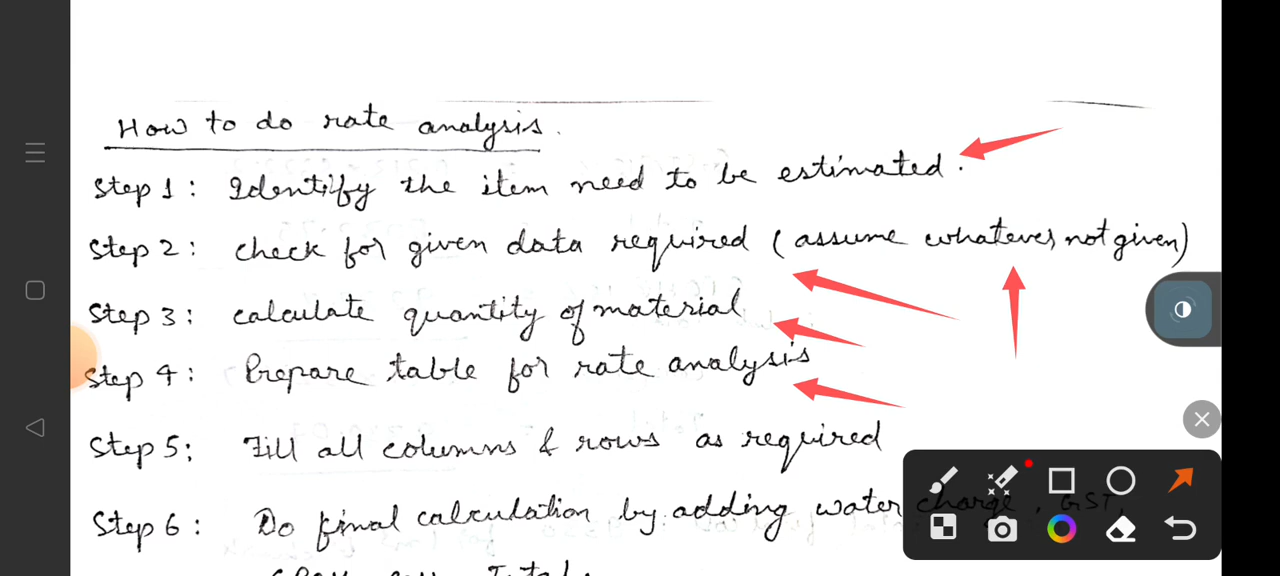 How to do rate analysis.
Step 1: Identify the item need to be estimated.
Step 2: check for given data required (assume whatever not given)
Step 3: calculate quantity of material
Step 4: Prepare table for rate analysis
Step 5: Fill all columns & rows as required
Step 6: Do final calculation by adding water charge, GST,